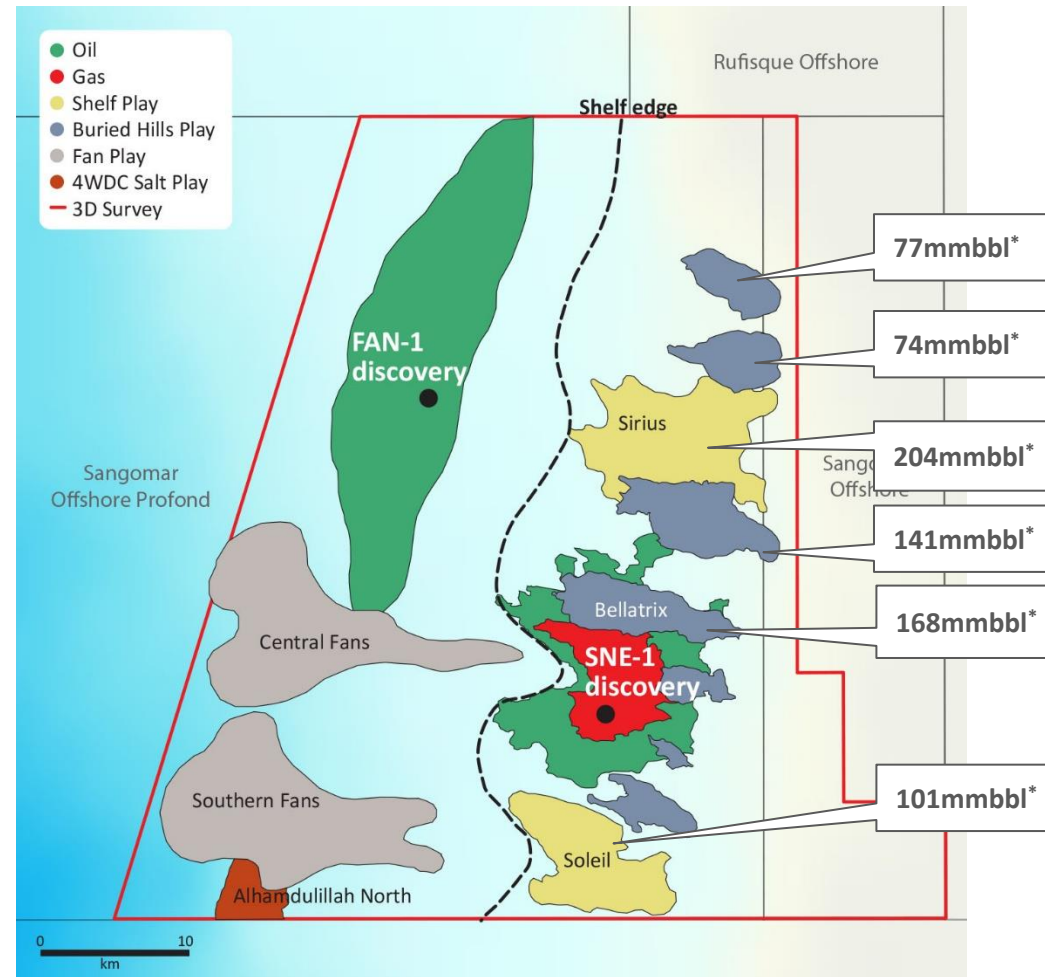 Oil
Gas
Shelf Play
Buried Hills Play
Fan Play
4WDC Salt Play
3D Survey
Rufisque Offshore
Shelf edge
77mmbbl*
FAN-1
discovery
74mmbbl*
Sirius
204mmbbl*
Sangomar
Offshore Profond
Offshore
141mmbbl*
Bellatrix
168mmbbl*
Central Fans
SNE-1
discovery
Southern Fans
101mmbbl*
Soleil
Alhamdulillah North
0 10
km